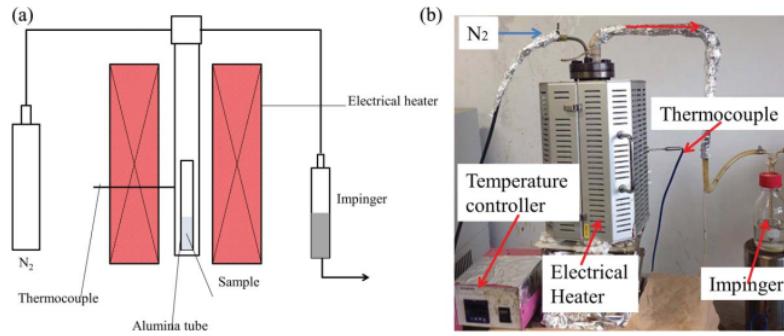 (a)
Electrical heater
Impinger
N2
Sample
Thermocouple
Alumina tube
(b)
N2
Thermocouple
Temperature
controller
Electrical
Heater
Impinger